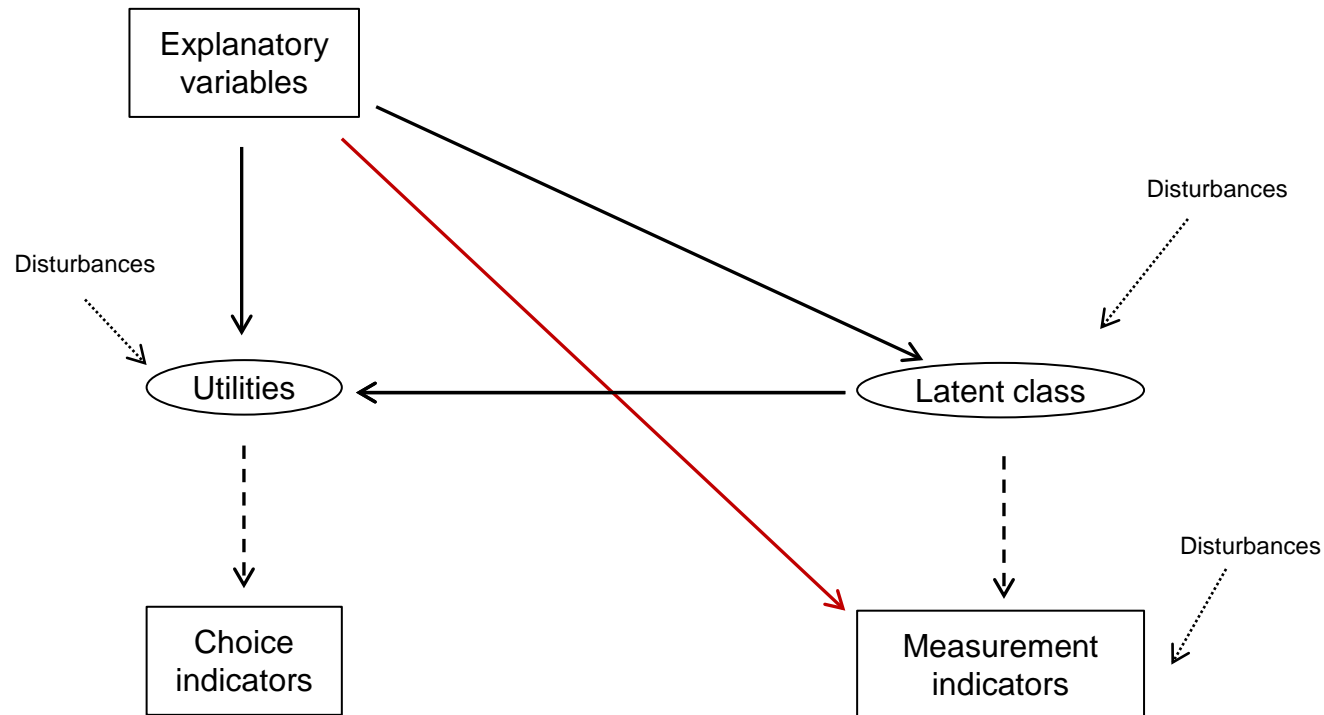 Explanatory
variables
Disturbances
Disturbances
Utilities
Latent class
Disturbances
Choice
indicators
Measurement
indicators